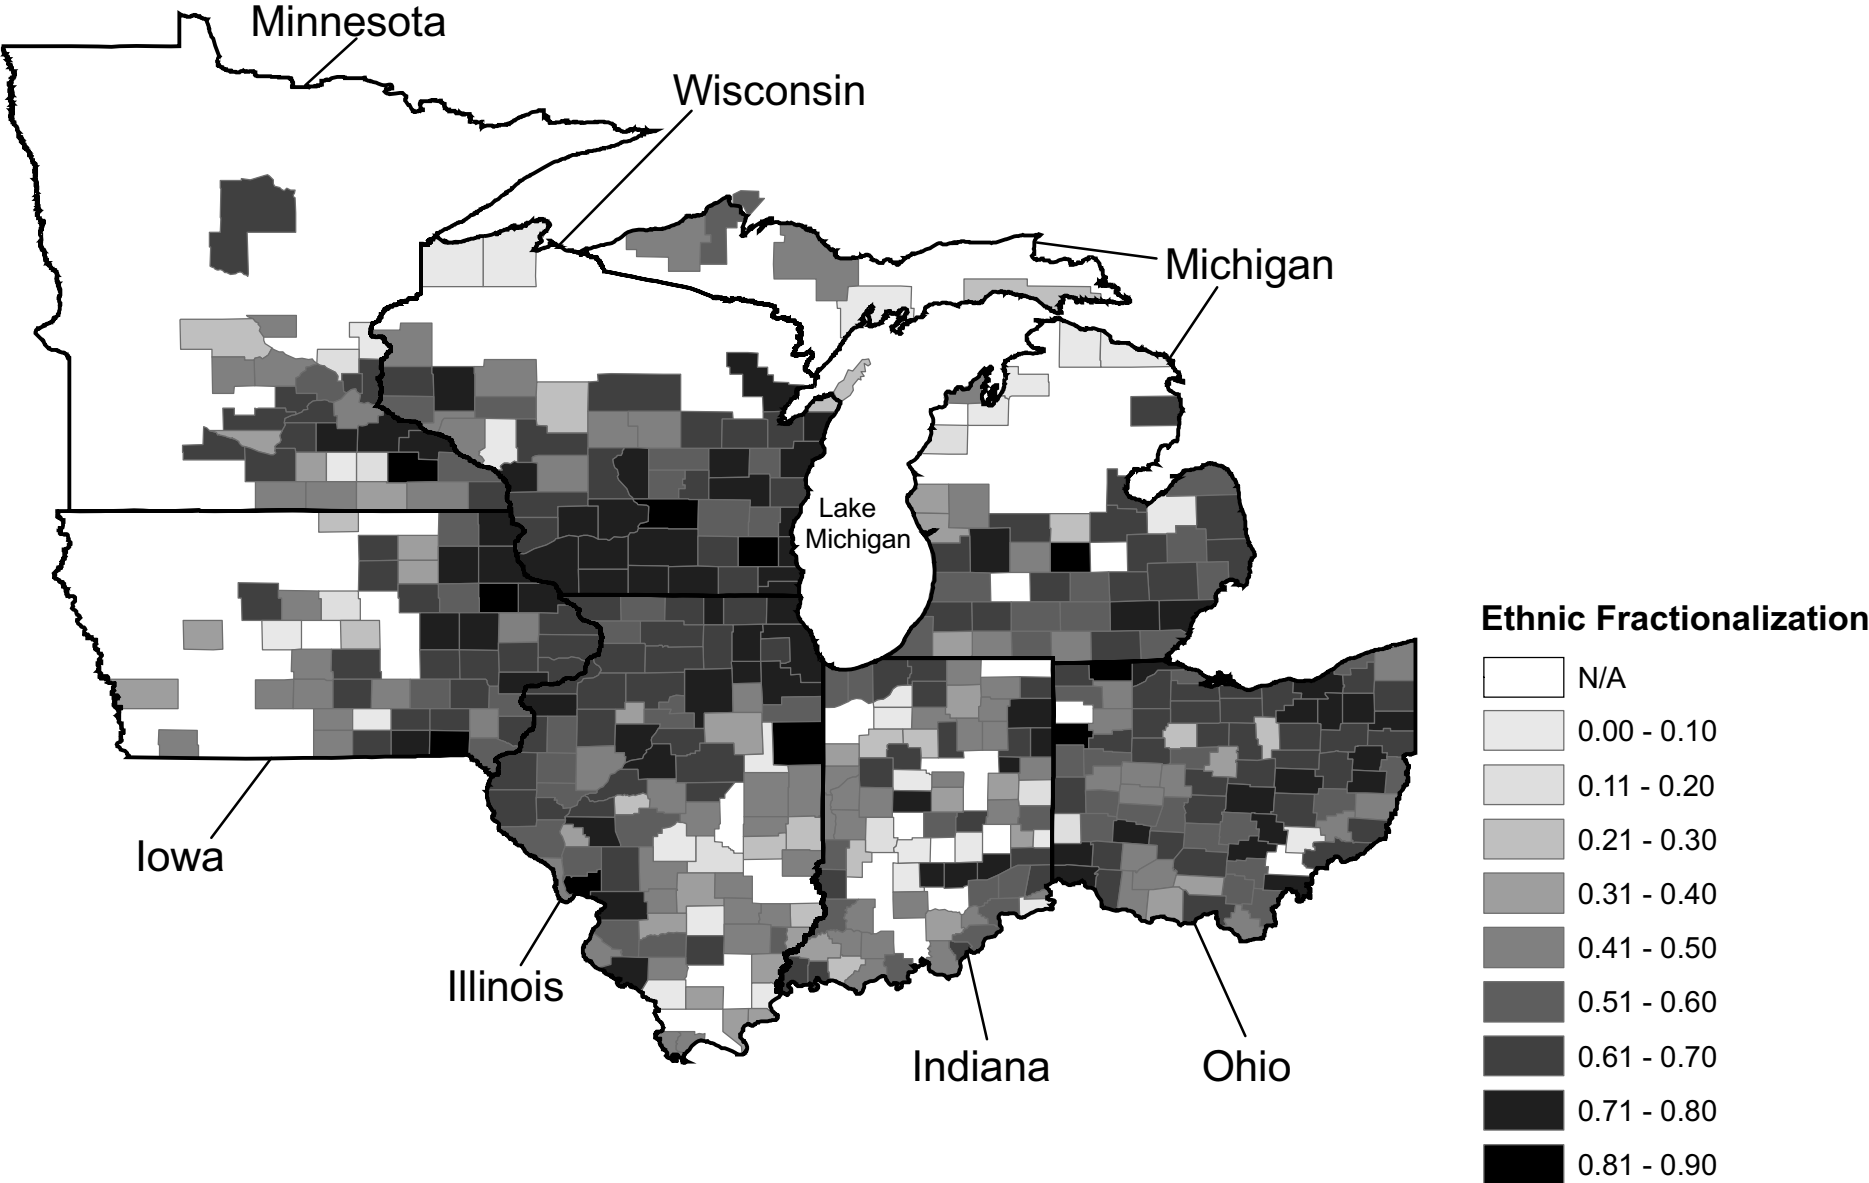 Minnesota
Wisconsin
Michigan
Lake
Michigan
Iowa
Illinois
Indiana
Ohio
Ethnic Fractionalization
N/A
0.00 - 0.10
0.11 - 0.20
0.21 - 0.30
0.31 - 0.40
0.41 - 0.50
0.51 - 0.60
0.61 - 0.70
0.71 - 0.80
0.81 - 0.90